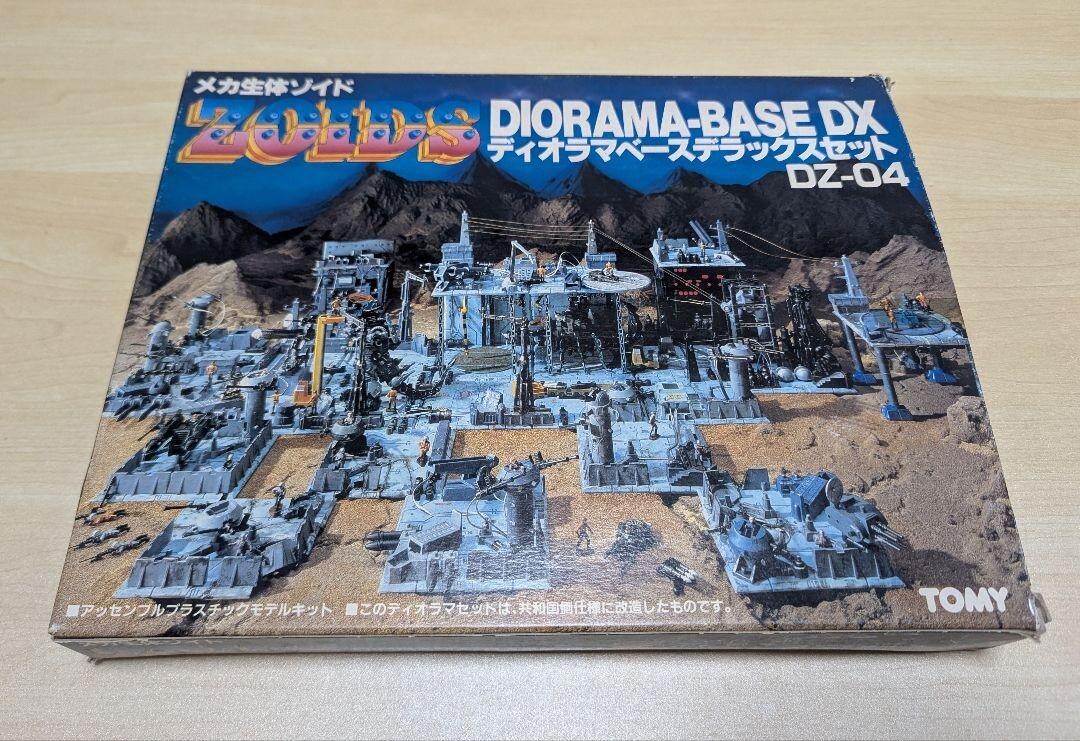 メカ生体ゾイド
ZOIDS
DIORAMA-BASE DX
ディオラマベースデラックスセット
DZ-04
■アッセンブルプラスチックモデルキット ■このディオラマセットは、共和国側仕様に改造したものです。
TOMY